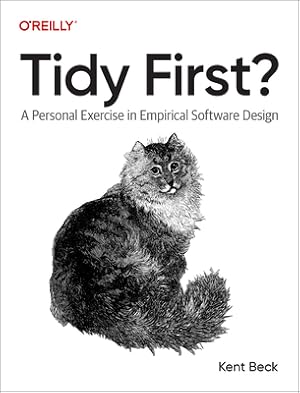 O'REILLY®
Tidy First?
A Personal Exercise in Empirical Software Design
Kent Beck